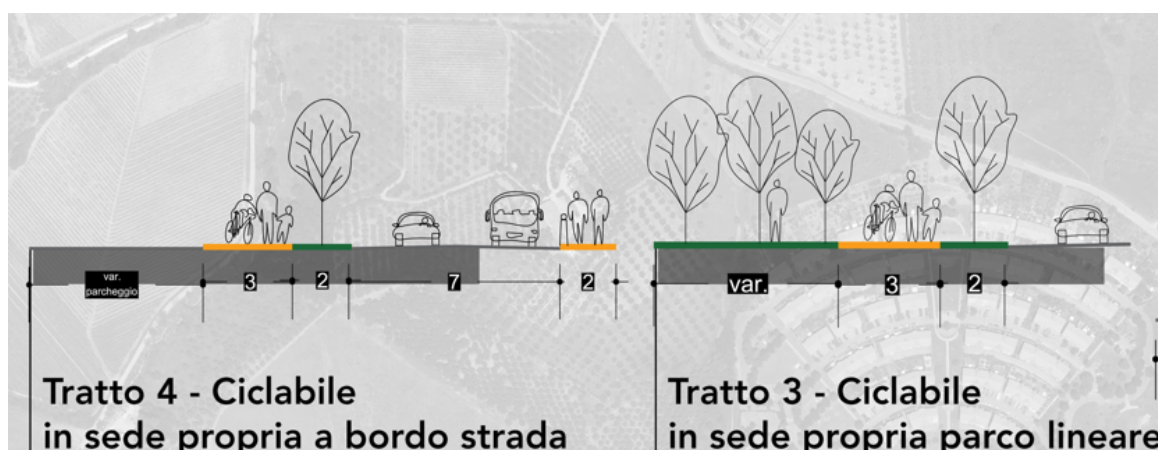 var.
parcheggio
3
2
7
2
var.
3
2
Tratto 4 - Ciclabile
in sede propria a bordo strada
Tratto 3 - Ciclabile
in sede propria parco lineare